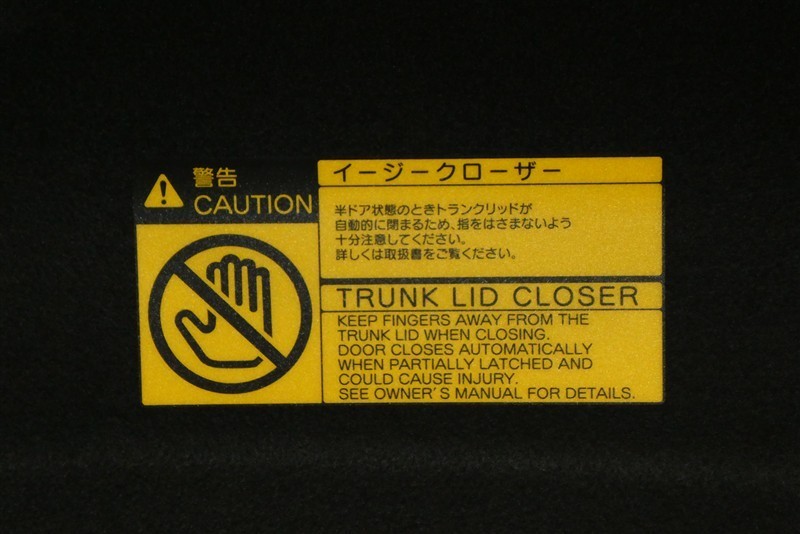 警告
CAUTION
イージークローザー
半ドア状態のときトランクリッドが
自動的に閉まるため、指をはさまないよう
十分注意してください。
詳しくは取扱書をご覧ください。
TRUNK LID CLOSER
KEEP FINGERS AWAY FROM THE
TRUNK LID WHEN CLOSING.
DOOR CLOSES AUTOMATICALLY
WHEN PARTIALLY LATCHED AND
COULD CAUSE INJURY.
SEE OWNER'S MANUAL FOR DETAILS.